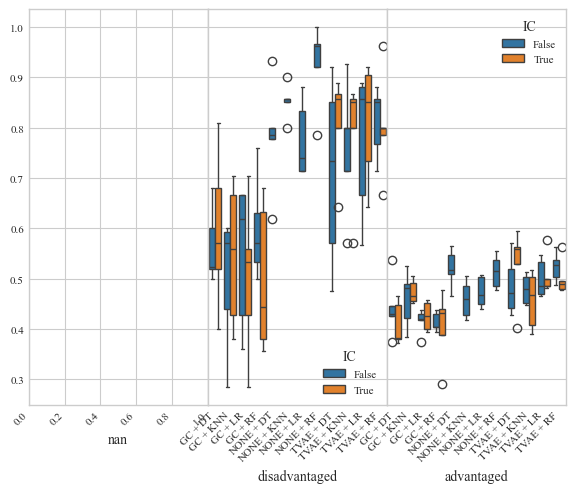 1.0
0.9
0.8
0.7
0.6
0.5
0.4
0.3
IC
False
True
IC
False
True
0.0
0.2
0.4
0.6
0.8
1.0
GC + DT
GC + KNN
GC + LR
GC + RF
NONE + DT
NONE + KNN
NONE + LR
NONE + RF
TVAE + DT
TVAE + KNN
TVAE + LR
TVAE + RF
GC + DT
GC + KNN
GC + LR
GC + RF
NONE + DT
NONE + KNN
NONE + LR
NONE + RF
TVAE + DT
TVAE + KNN
TVAE + LR
TVAE + RF
nan
disadvantaged
advantaged